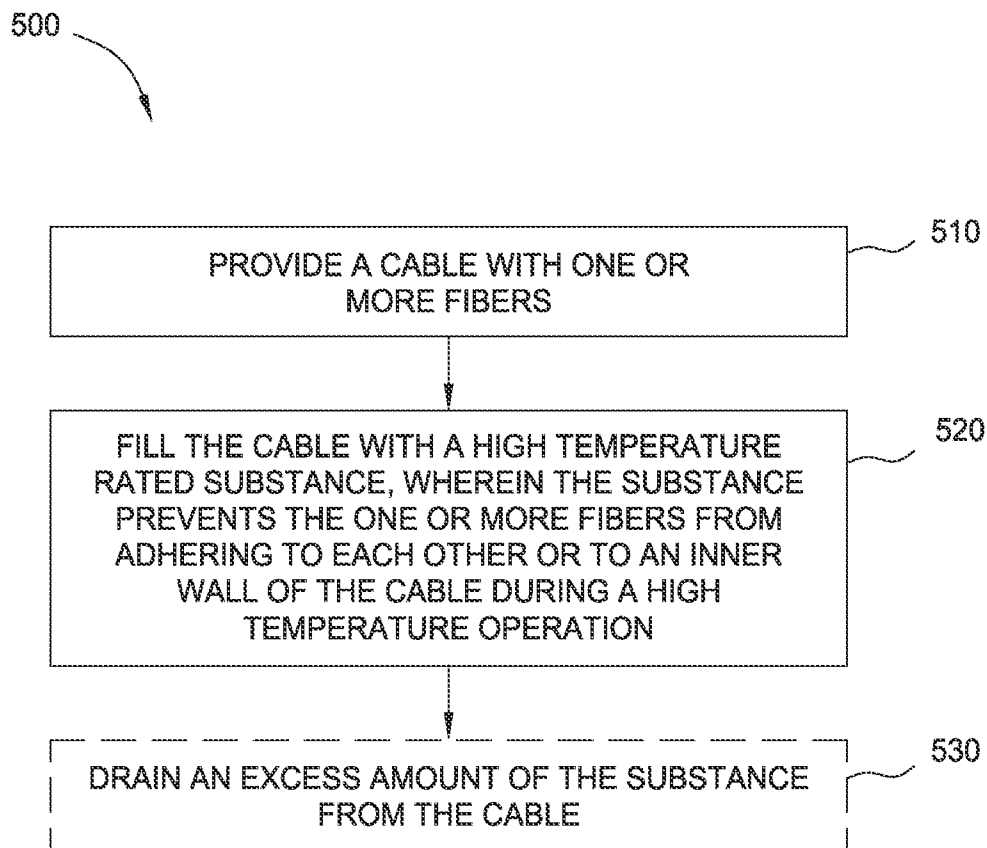 500
510
PROVIDE A CABLE WITH ONE OR
MORE FIBERS
520
FILL THE CABLE WITH A HIGH TEMPERATURE
RATED SUBSTANCE, WHEREIN THE SUBSTANCE
PREVENTS THE ONE OR MORE FIBERS FROM
ADHERING TO EACH OTHER OR TO AN INNER
WALL OF THE CABLE DURING A HIGH
TEMPERATURE OPERATION
530
DRAIN AN EXCESS AMOUNT OF THE SUBSTANCE
FROM THE CABLE